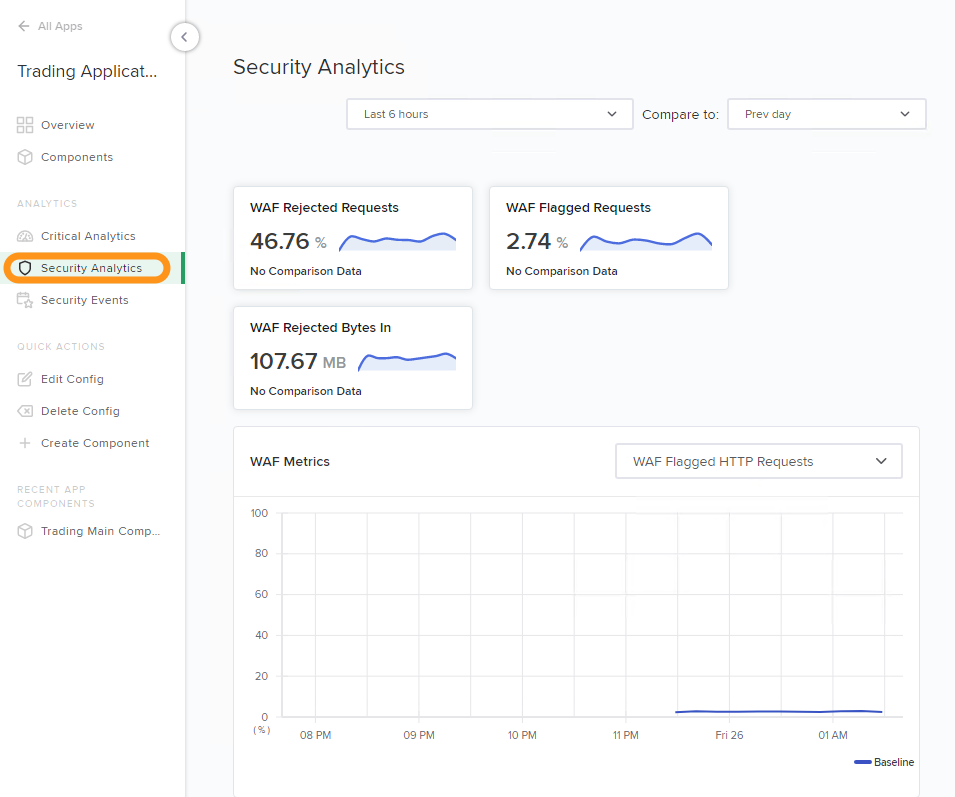 All Apps
Trading Applicat...
Overview
Components
ANALYTICS
Critical Analytics
Security Analytics
Security Events
QUICK ACTIONS
Edit Config
Delete Config
Create Component
RECENT APP
COMPONENTS
Trading Main Comp...
Security Analytics
Last 6 hours
Compare to:
Prev day
WAF Rejected Requests
46.76 %
No Comparison Data
WAF Flagged Requests
2.74 %
No Comparison Data
WAF Rejected Bytes In
107.67 MB
No Comparison Data
WAF Metrics
WAF Flagged HTTP Requests
100
80
60
40
20
0
(%)
08 PM
09 PM
10 PM
11 PM
Fri 26
01 AM
Baseline